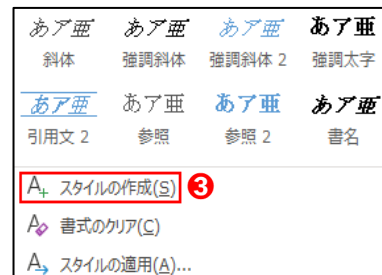 あア亜 あア亜 あア亜 あア亜
斜体 強調斜体 強調斜体 2 強調太字
あア亜 あア亜 あア亜 あア亜
引用文 2 参照 参照 2 書名
A+ スタイルの作成(S) ❸
A 書式のクリア(C)
A スタイルの適用(A)...